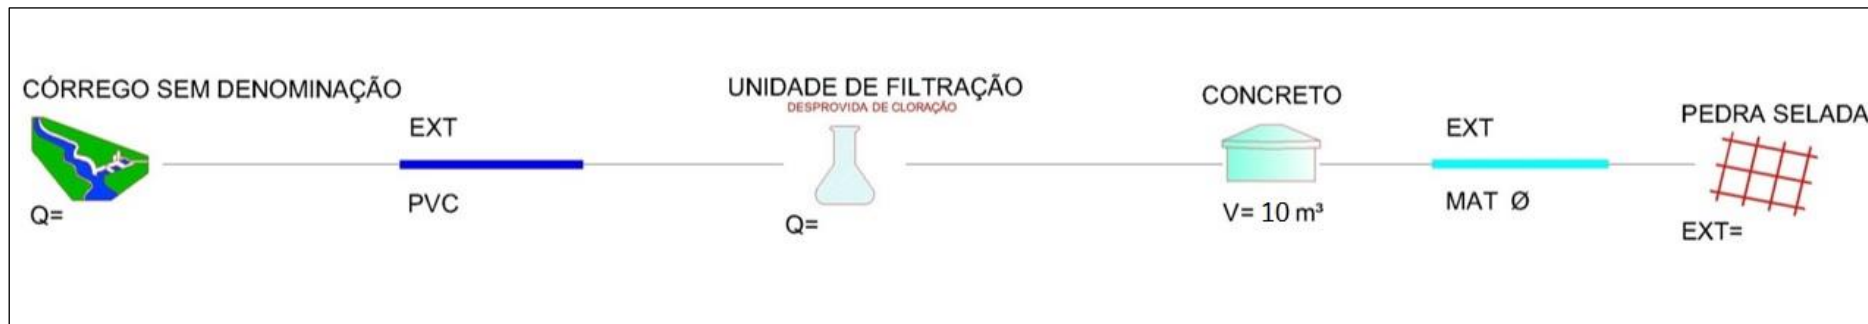 CÓRREGO SEM DENOMINAÇÃO
Q=
EXT
PVC
UNIDADE DE FILTRAÇÃO
DESPROVIDA DE CLORAÇÃO
Q=
CONCRETO
V= 10 m³
EXT
MAT Ø
PEDRA SELADA
EXT=